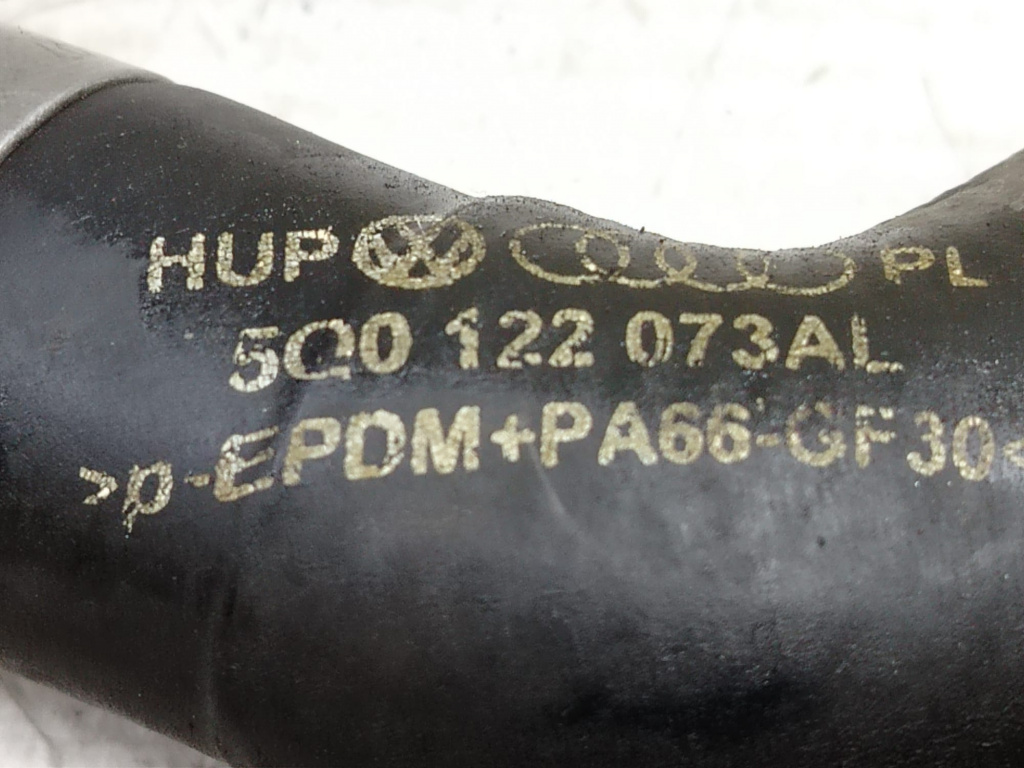 HUP PL
5Q0 122 073AL
>p-EPDM+PA66-GF30<